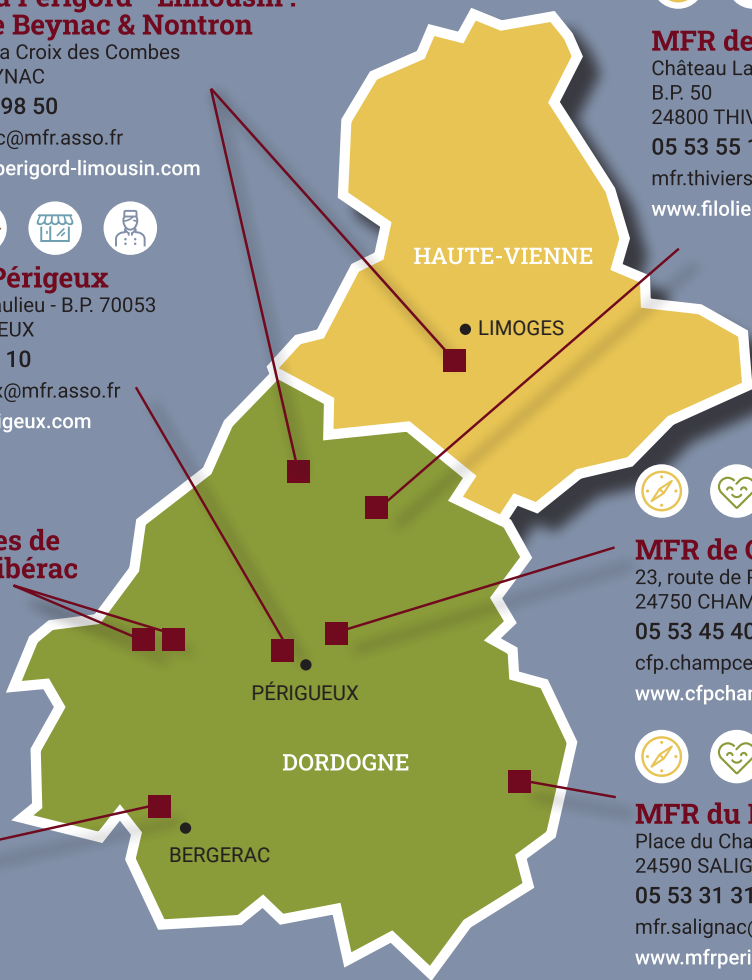 Périgord - Limousin :
e Beynac & Nontron
a Croix des Combes
YNAC
98 50
c@mfr.asso.fr
perigord-limousin.com
Périgeux
aulieu - B.P. 70053
EUX
10
x@mfr.asso.fr
igeux.com
es de
ibérac
HAUTE-VIENNE
LIMOGES
PÉRIGUEUX
DORDOGNE
BERGERAC
MFR de
Château La
B.P. 50
24800 THIV
05 53 55 1
mfr.thiviers
www.filolie
MFR de C
23, route de P
24750 CHAM
05 53 45 40
cfp.champce
www.cfpchar
MFR du
Place du Cha
24590 SALIG
05 53 31 31
mfr.salignac@
www.mfrperi